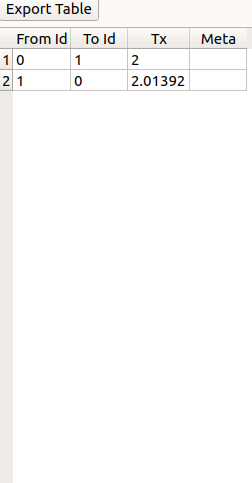 Export Table
From Id To Id Tx Meta
1 0 1 2
2 1 0 2.01392